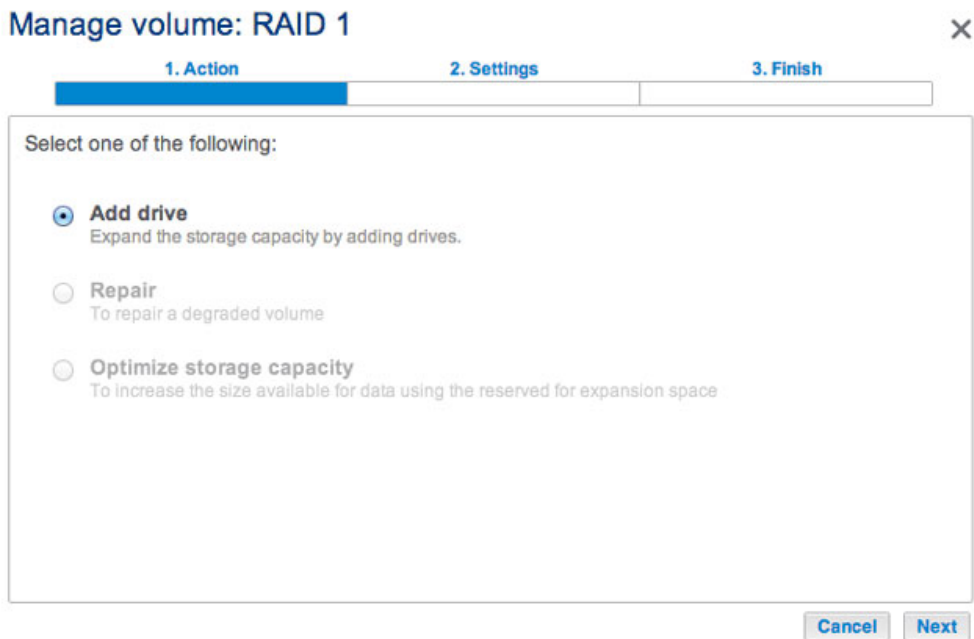 Manage volume: RAID 1
1. Action 2. Settings 3. Finish
Select one of the following:
Add drive
Expand the storage capacity by adding drives.
Repair
To repair a degraded volume
Optimize storage capacity
To increase the size available for data using the reserved for expansion space
Cancel Next